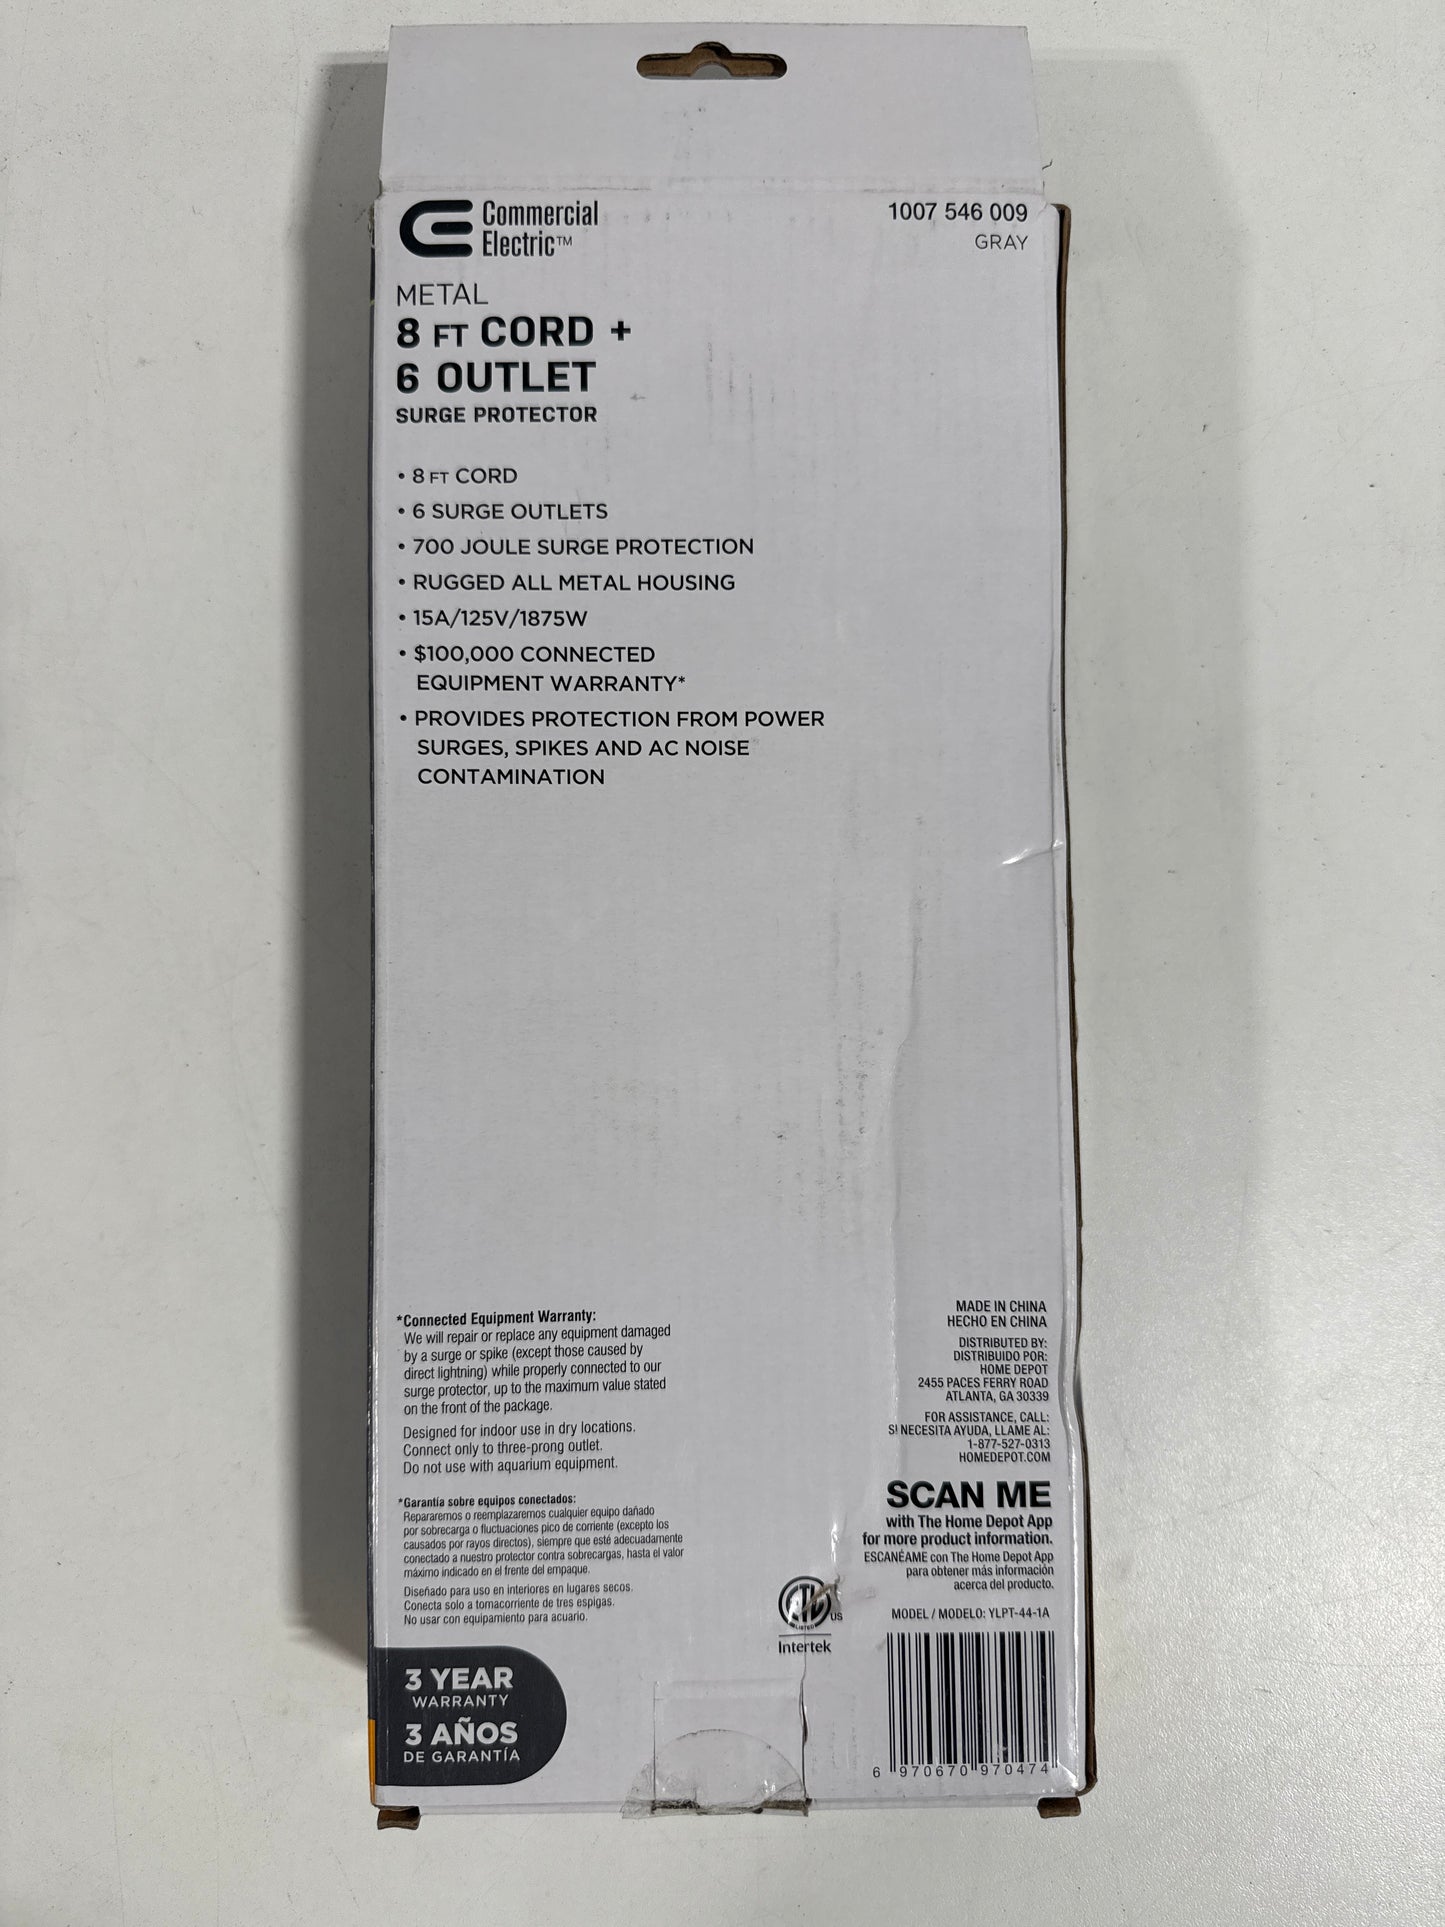 Commercial
Electric™
1007 546 009
GRAY
METAL
8 FT CORD +
6 OUTLET
SURGE PROTECTOR
• 8 FT CORD
• 6 SURGE OUTLETS
• 700 JOULE SURGE PROTECTION
• RUGGED ALL METAL HOUSING
• 15A/125V/1875W
• $100,000 CONNECTED
EQUIPMENT WARRANTY*
• PROVIDES PROTECTION FROM POWER
SURGES, SPIKES AND AC NOISE
CONTAMINATION
*Connected Equipment Warranty:
We will repair or replace any equipment damaged
by a surge or spike (except those caused by
direct lightning) while properly connected to our
surge protector, up to the maximum value stated
on the front of the package.
Designed for indoor use in dry locations.
Connect only to three-prong outlet.
Do not use with aquarium equipment.
*Garantía sobre equipos conectados:
Repararemos o reemplazaremos cualquier equipo dañado
por sobrecarga o fluctuaciones pico de corriente (excepto los
causados por rayos directos), siempre que esté adecuadamente
conectado a nuestro protector contra sobrecargas, hasta el valor
máximo indicado en el frente del empaque.
Diseñado para uso en interiores en lugares secos.
Conecta solo a tomacorriente de tres espigas.
No usar con equipamiento para acuario.
3 YEAR
WARRANTY
3 AÑOS
DE GARANTÍA
MADE IN CHINA
HECHO EN CHINA
DISTRIBUTED BY:
DISTRIBUIDO POR:
HOME DEPOT
2455 PACES FERRY ROAD
ATLANTA, GA 30339
FOR ASSISTANCE, CALL:
SI NECESITA AYUDA, LLAME AL:
1-877-527-0313
HOMEDEPOT.COM
SCAN ME
with The Home Depot App
for more product information.
ESCANÉAME con The Home Depot App
para obtener más información
acerca del producto.
ETL
LISTED
US
Intertek
MODEL / MODELO: YLPT-44-1A
6 970670 970474